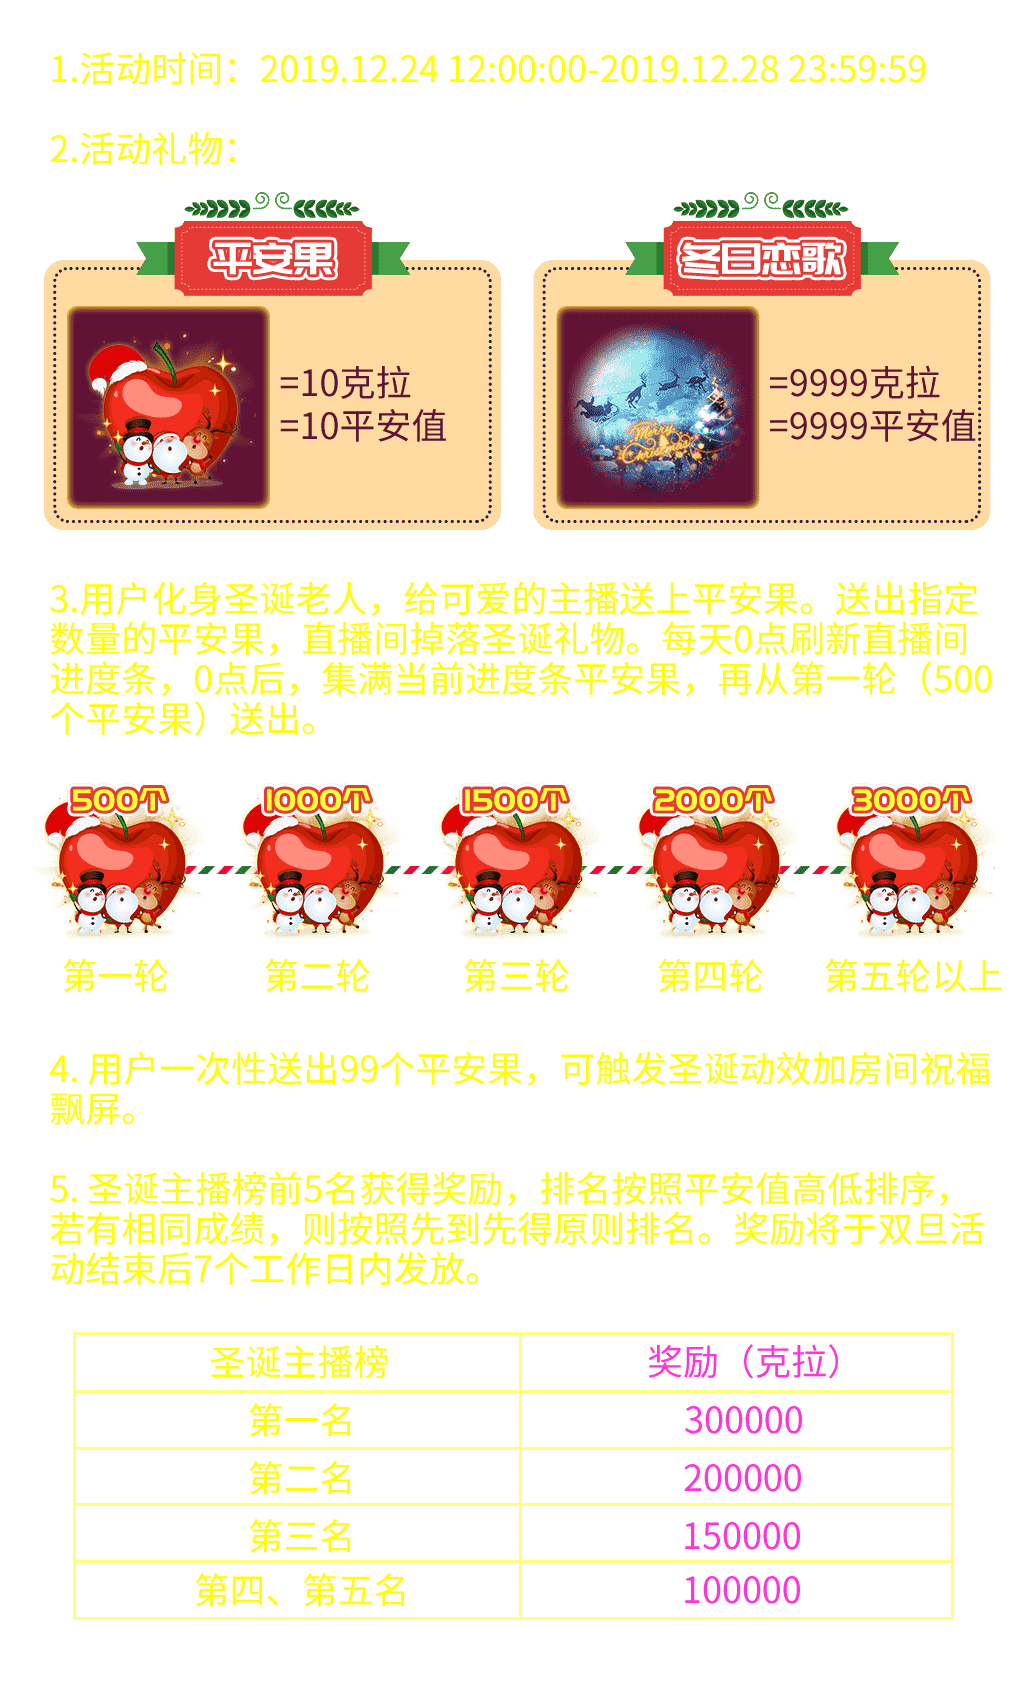 1.活动时间：2019.12.24 12:00:00-2019.12.28 23:59:59
2.活动礼物：
平安果
冬日恋歌
=10克拉
=10平安值
Merry
Christmas
=9999克拉
=9999平安值
3.用户化身圣诞老人，给可爱的主播送上平安果。送出指定
数量的平安果，直播间掉落圣诞礼物。每天0点刷新直播间
进度条，0点后，集满当前进度条平安果，再从第一轮（500
个平安果）送出。
500个
1000个
1500个
2000个
3000个
第一轮
第二轮
第三轮
第四轮
第五轮以上
4. 用户一次性送出99个平安果，可触发圣诞动效加房间祝福
飘屏。
5. 圣诞主播榜前5名获得奖励，排名按照平安值高低排序，
若有相同成绩，则按照先到先得原则排名。奖励将于双旦活
动结束后7个工作日内发放。
圣诞主播榜
奖励（克拉）
第一名
300000
第二名
200000
第三名
150000
第四、第五名
100000